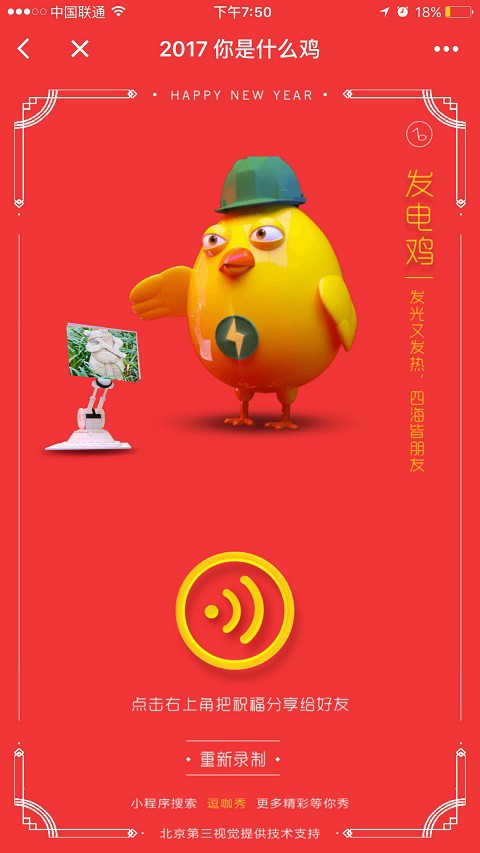 中国联通
下午7:50
18%
2017 你是什么鸡
HAPPY NEW YEAR
发电鸡
发光又发热，四海皆朋友
点击右上角把祝福分享给好友
重新录制
小程序搜索 逗咖秀 更多精彩等你秀
北京第三视觉提供技术支持